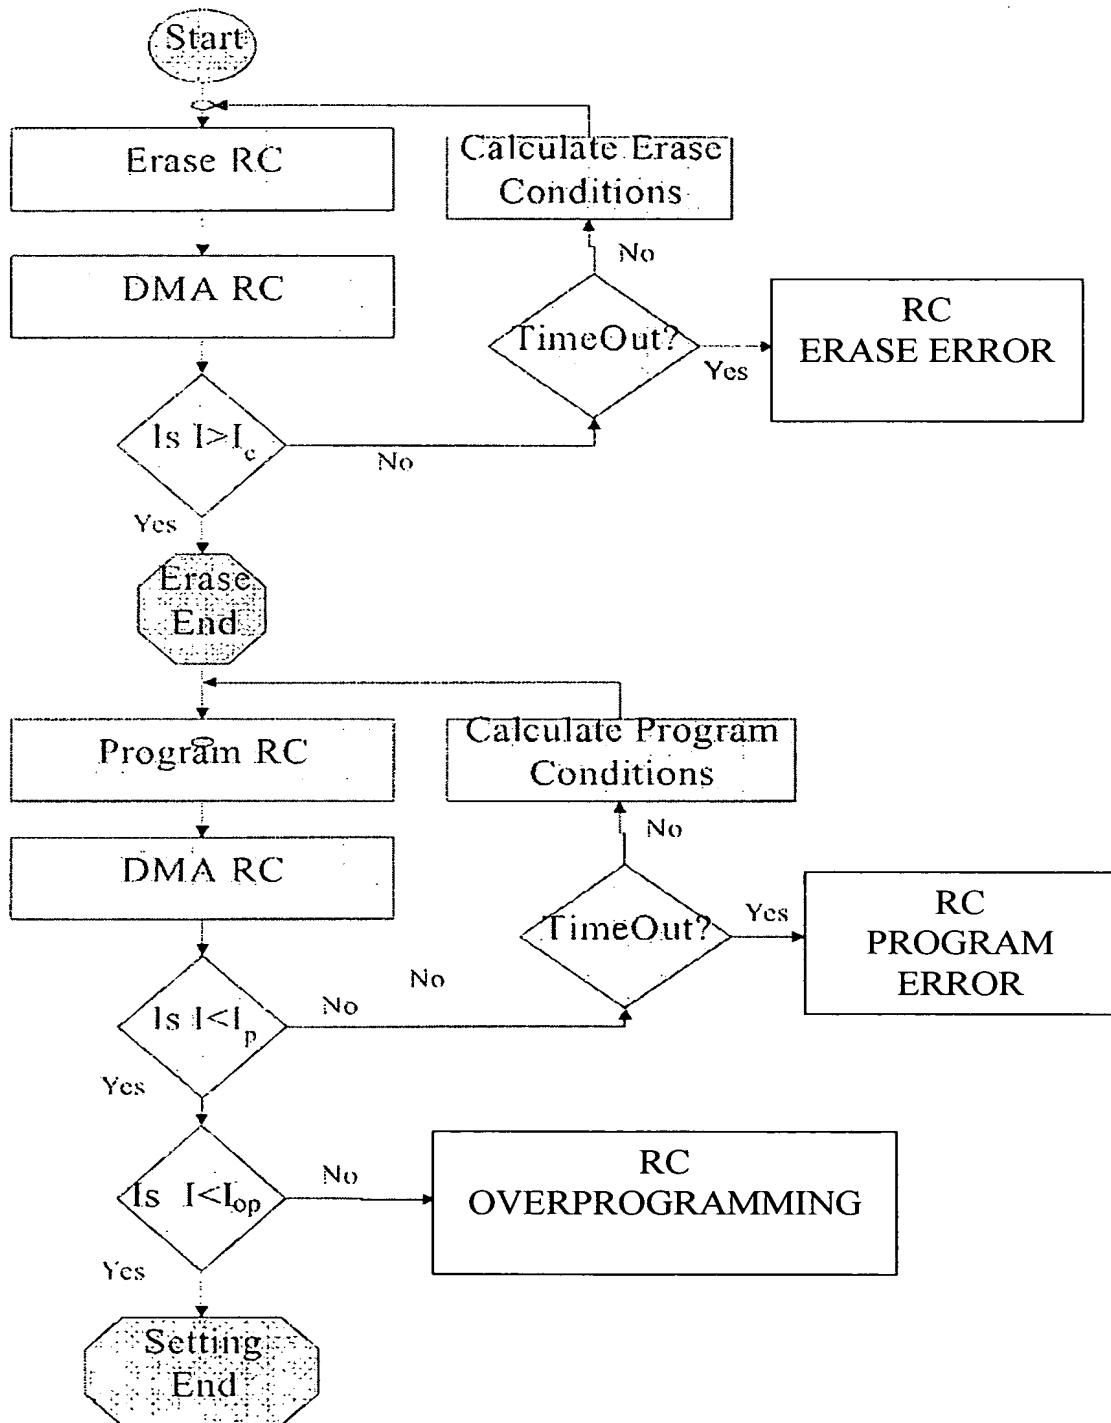 Start
Erase RC
Calculate Erase
Conditions
No
DMA RC
TimeOut?
Yes
RC
ERASE ERROR
Is I>Ie
No
Yes
Erase
End
Program RC
Calculate Program
Conditions
No
DMA RC
TimeOut?
Yes
RC
PROGRAM
ERROR
No
No
Is I<Ip
Yes
Is I<Iop
No
RC
OVERPROGRAMMING
Yes
Setting
End